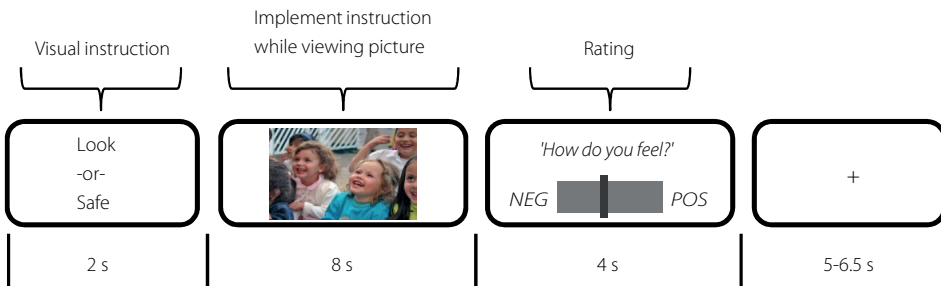 Visual instruction
Implement instruction
while viewing picture
Rating
Look
-or-
Safe
'How do you feel?'
NEG
POS
+
2 s
8 s
4 s
5-6.5 s